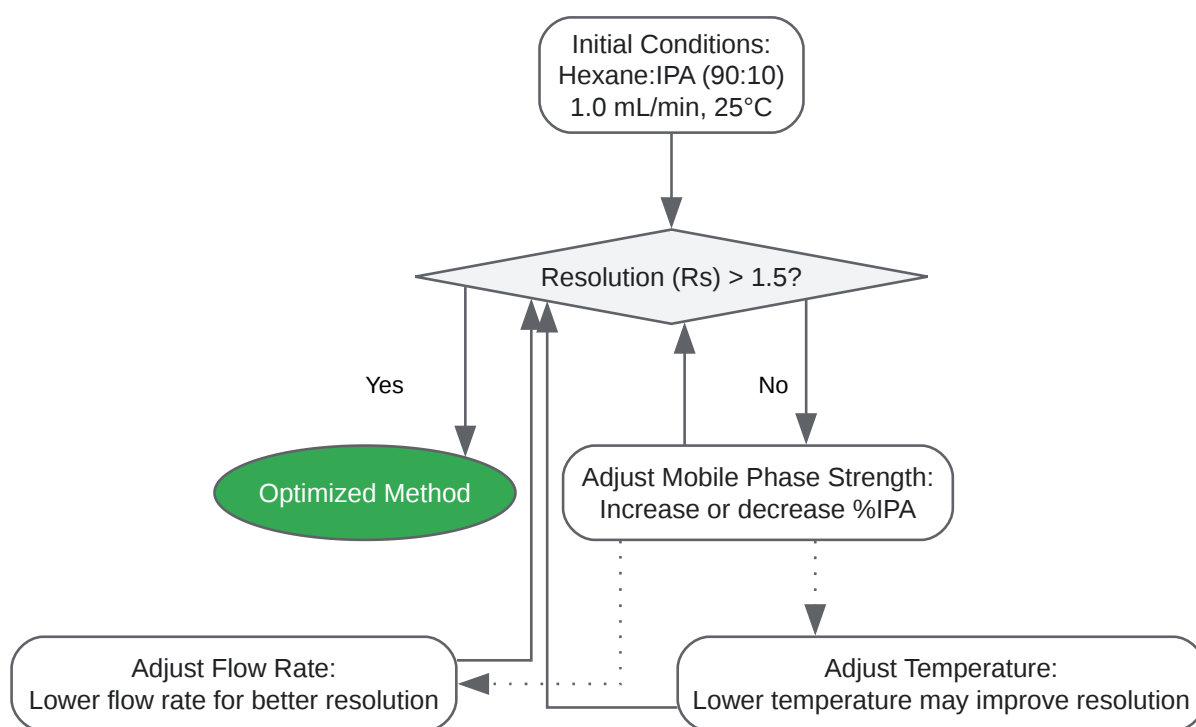 Initial Conditions:
Hexane:IPA (90:10)
1.0 mL/min, 25°C
Resolution (Rs) > 1.5?
Yes
No
Optimized Method
Adjust Mobile Phase Strength:
Increase or decrease %IPA
Adjust Flow Rate:
Lower flow rate for better resolution
Adjust Temperature:
Lower temperature may improve resolution